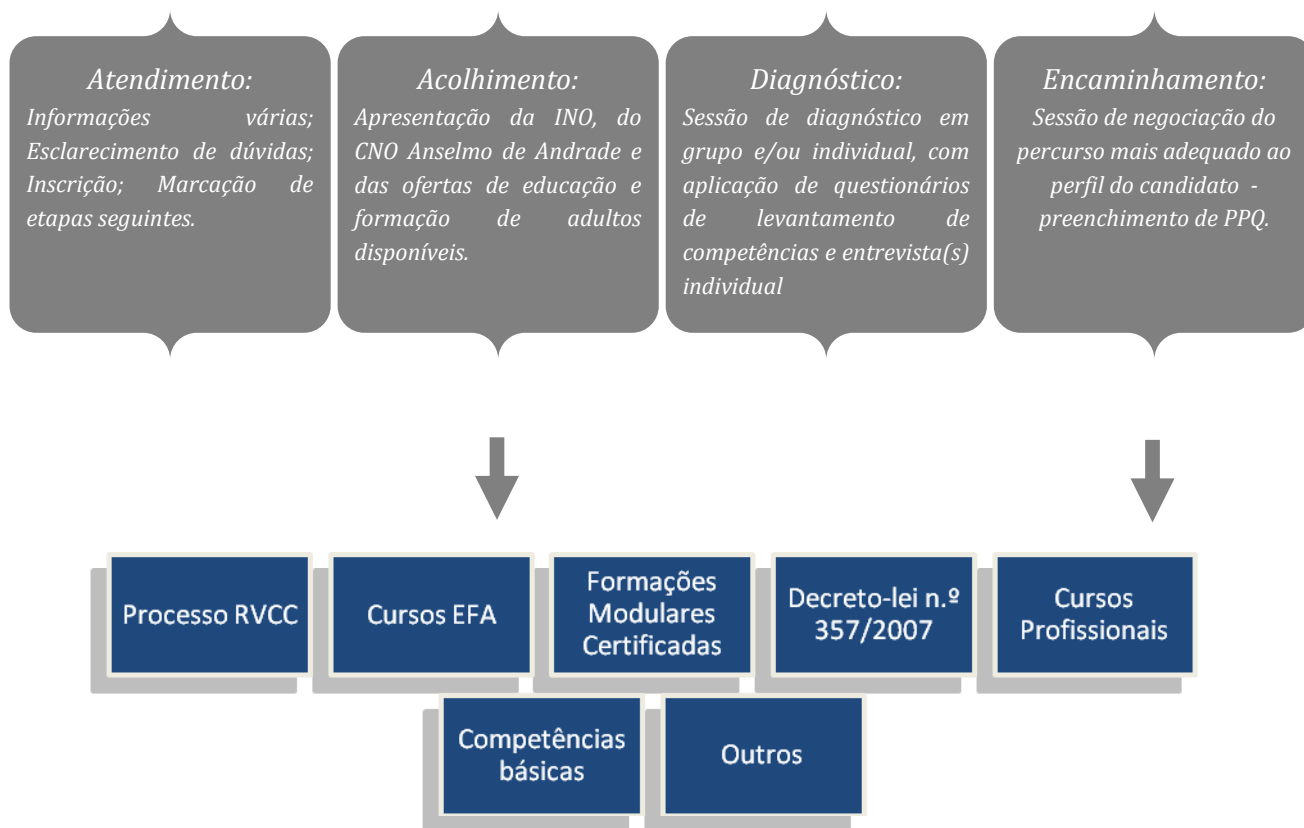 Atendimento:
Informações várias;
Esclarecimento de dúvidas;
Inscrição; Marcação de
etapas seguintes.
Acolhimento:
Apresentação da INO, do
CNO Anselmo de Andrade e
das ofertas de educação e
formação de adultos
disponíveis.
Diagnóstico:
Sessão de diagnóstico em
grupo e/ou individual, com
aplicação de questionários
de levantamento de
competências e entrevista(s)
individual
Encaminhamento:
Sessão de negociação do
percurso mais adequado ao
perfil do candidato -
preenchimento de PPQ.
Processo RVCC
Cursos EFA
Formações
Modulares
Certificadas
Decreto-lei n.º
357/2007
Cursos
Profissionais
Competências
básicas
Outros